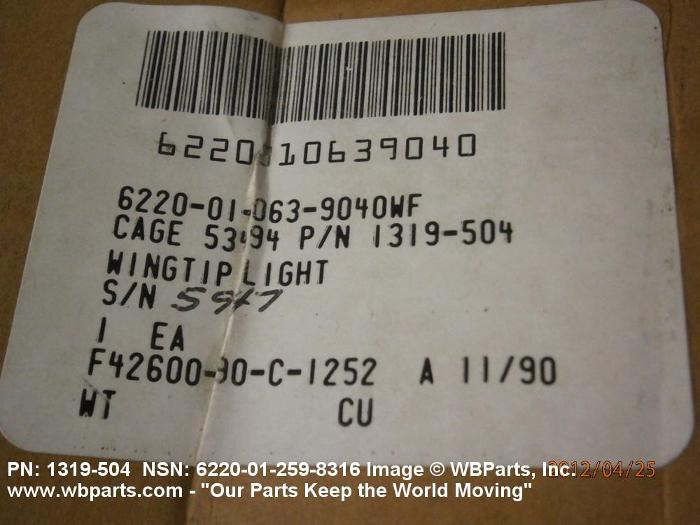 6220010639040
6220-01-063-9040WF
CAGE P/N 1319-504
WINGTIP LIGHT
S/N
1 EA
F42600-90-C-1252 A 11/90
WT CU
2012/04/25
PN: 1319-504 NSN: 6220-01-259-8316 Image © WBParts, Inc.
www.wbparts.com - "Our Parts Keep the World Moving"